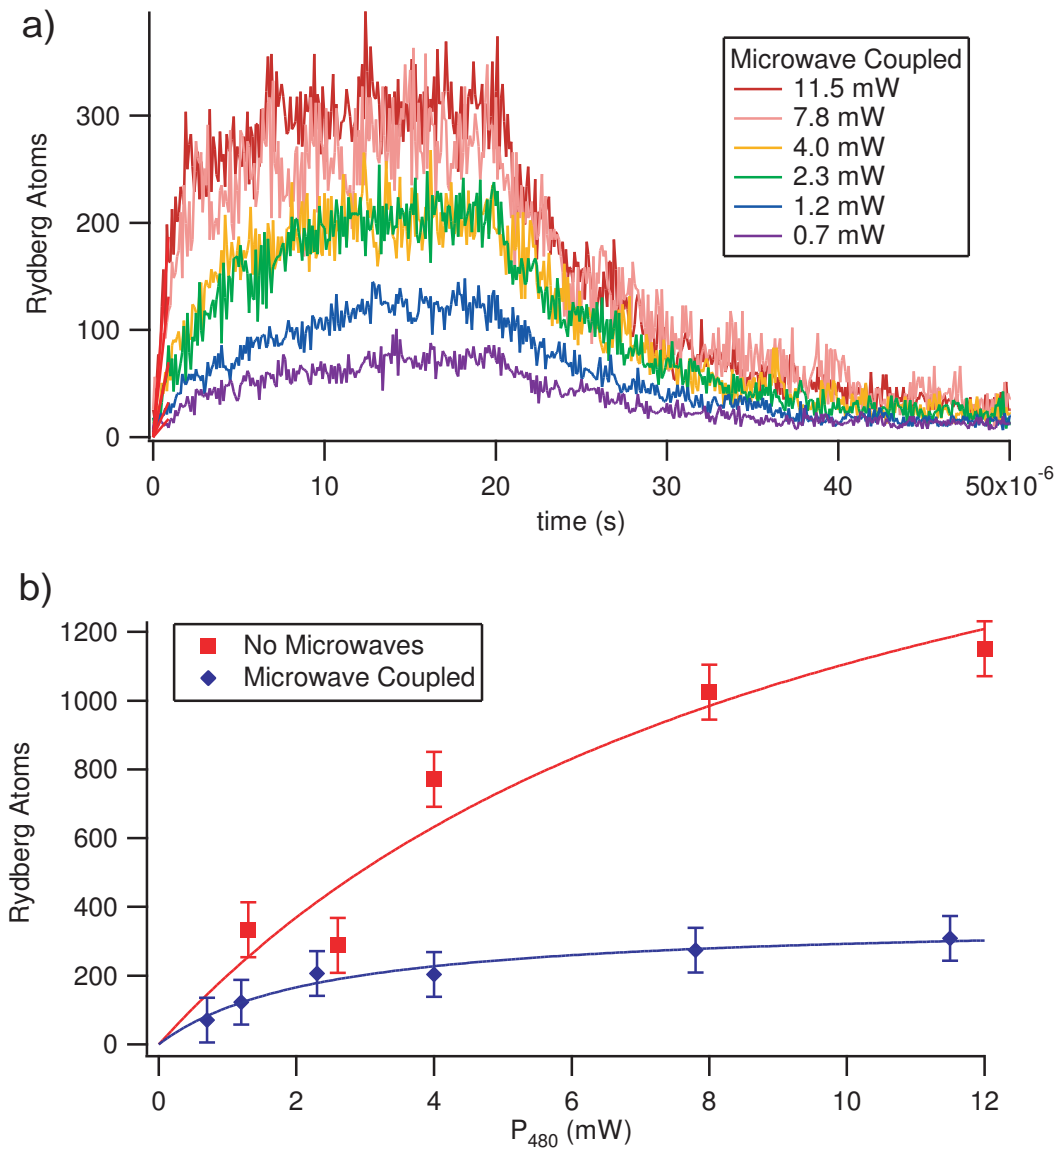 a)
Rydberg Atoms
300
200
100
0
0 10 20 30 40 50x10-6
time (s)
Microwave Coupled
11.5 mW
7.8 mW
4.0 mW
2.3 mW
1.2 mW
0.7 mW
b)
Rydberg Atoms
1200
1000
800
600
400
200
0
No Microwaves
Microwave Coupled
0 2 4 6 8 10 12
P480 (mW)